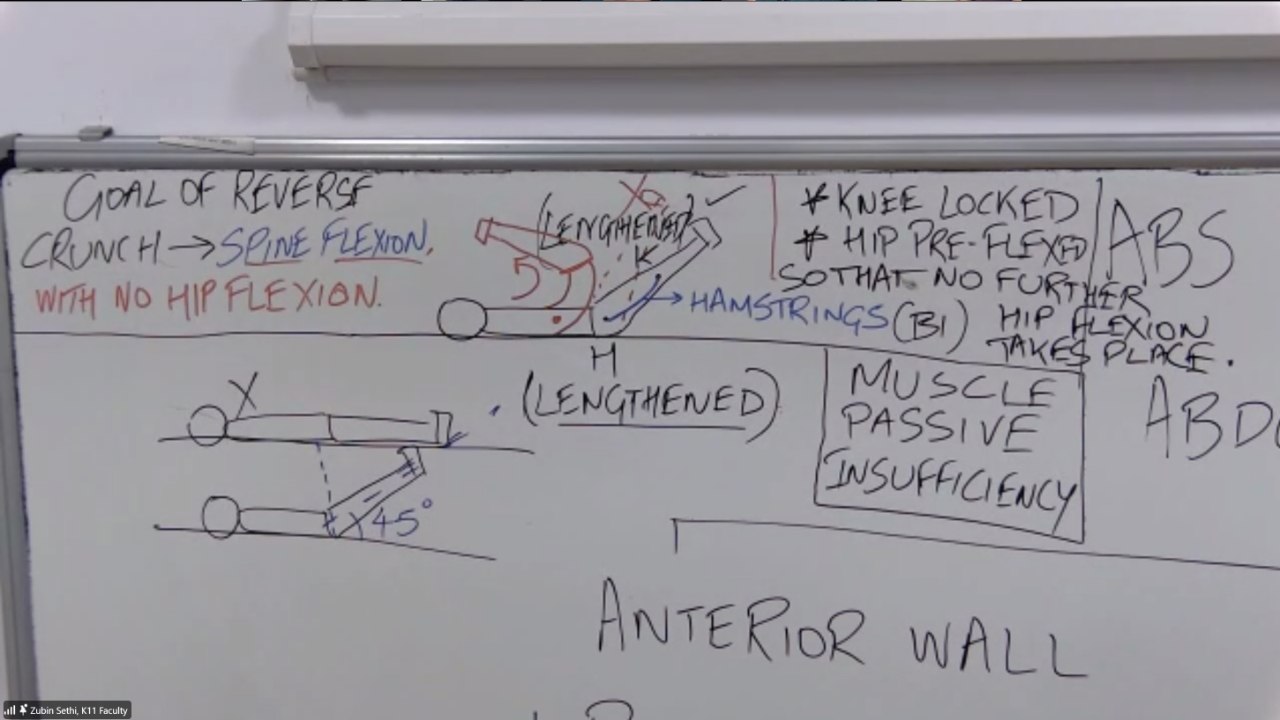 GOAL OF REVERSE
CRUNCH → SPINE FLEXION.
WITH NO HIP FLEXION.
(LENGTHENED) ✓
K
H
(LENGTHENED)
→ HAMSTRINGS (B1)
* KNEE LOCKED
* HIP PRE-FLEXED
SO THAT NO FURTHER
HIP FLEXION
TAKES PLACE.
ABS
X
45°
MUSCLE
PASSIVE
INSUFFICIENCY
ABD
ANTERIOR WALL
Zubin Sethi, K11 Faculty